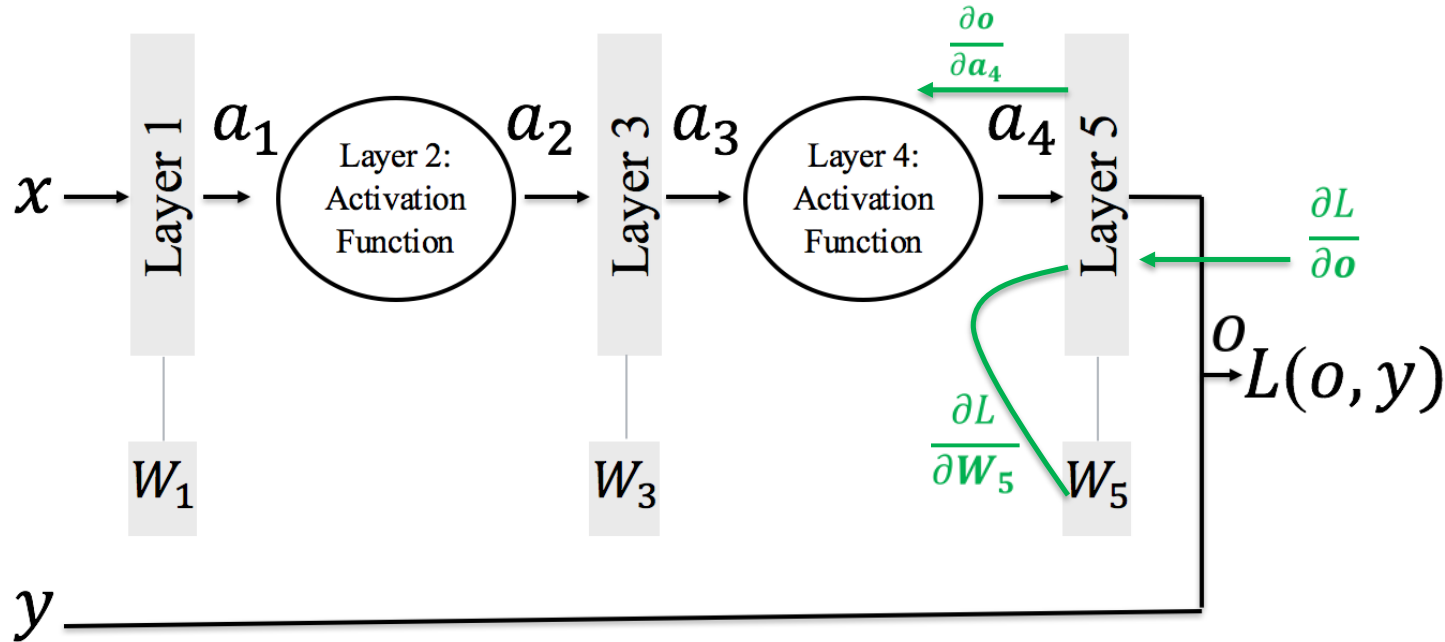 ∂o
∂a₄
Layer 1
a₁
Layer 2:
Activation
Function
a₂
Layer 3
a₃
Layer 4:
Activation
Function
a₄
Layer 5
x
∂L
∂o
o
L(o, y)
∂L
∂W₅
W₁
W₃
W₅
y